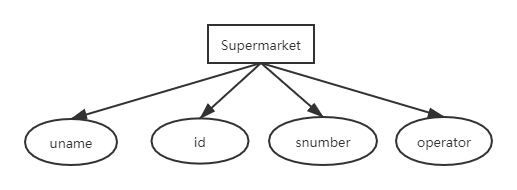 Supermarket
uname
id
snumber
operator